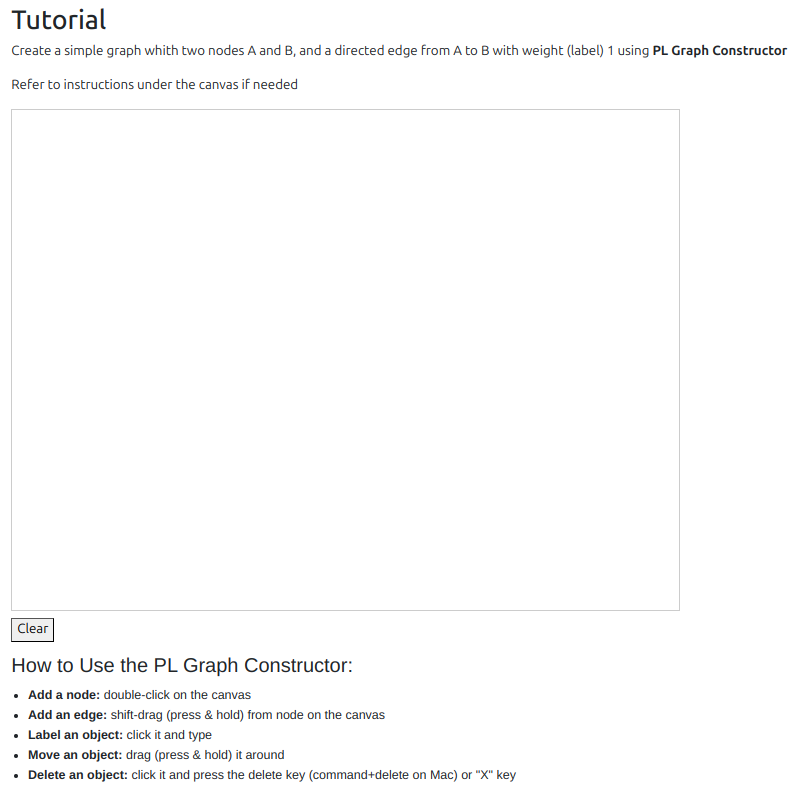 Tutorial
Create a simple graph whith two nodes A and B, and a directed edge from A to B with weight (label) 1 using PL Graph Constructor
Refer to instructions under the canvas if needed
Clear
How to Use the PL Graph Constructor:
• Add a node: double-click on the canvas
• Add an edge: shift-drag (press & hold) from node on the canvas
• Label an object: click it and type
• Move an object: drag (press & hold) it around
• Delete an object: click it and press the delete key (command+delete on Mac) or "X" key